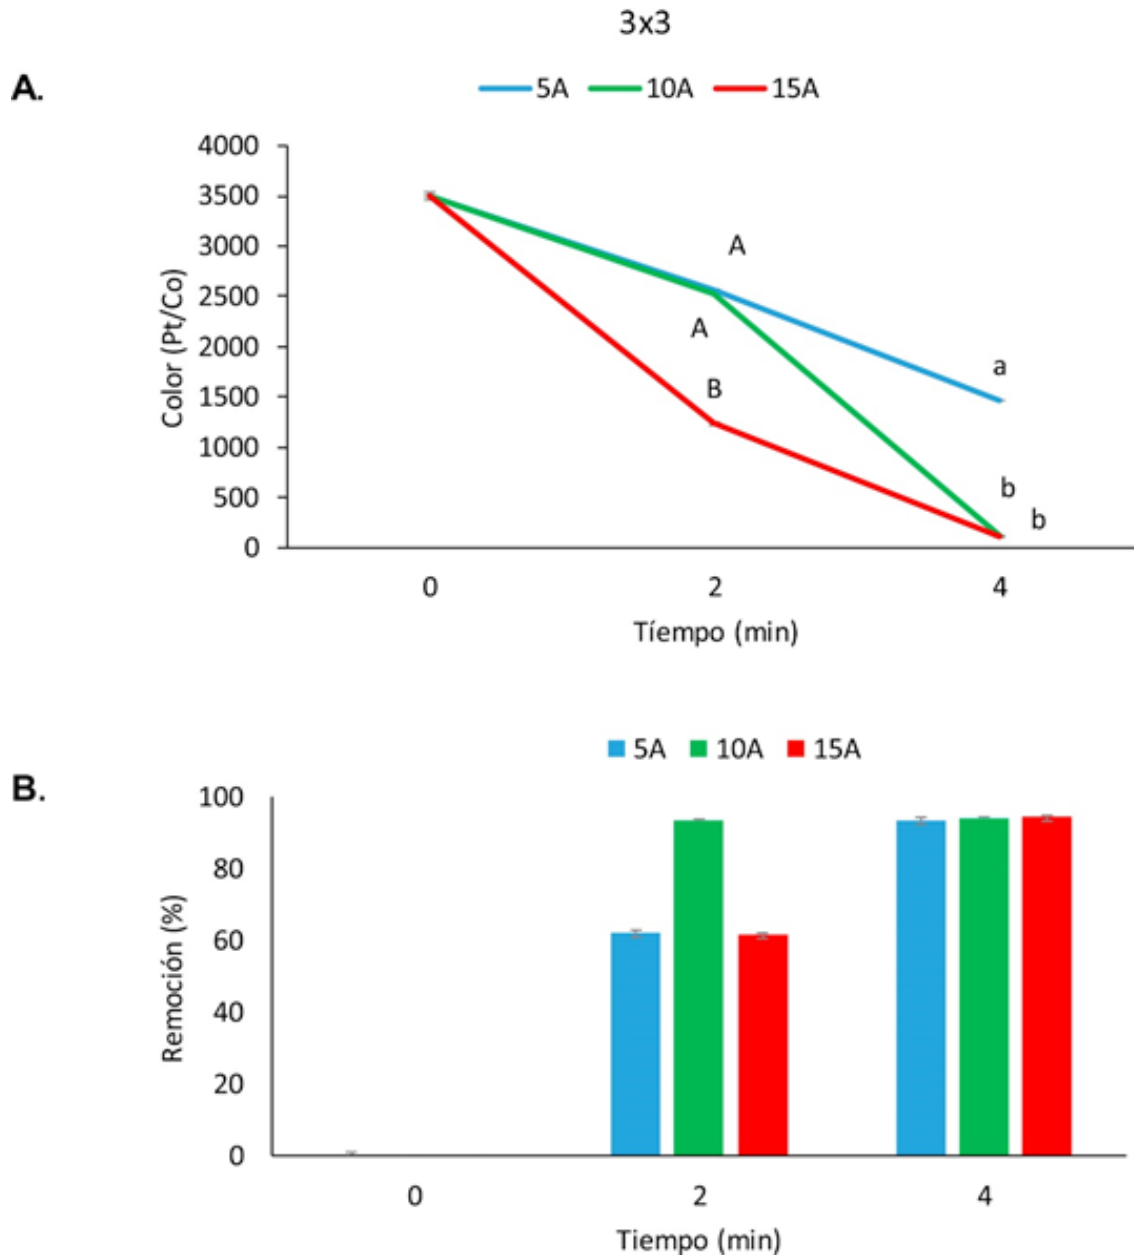 3x3
A.
5A 10A 15A
4000
3500
3000
2500
2000
1500
1000
500
0
Color (Pt/Co)
A
A
B
a
b
b
0 2 4
Tíempo (min)
B.
5A 10A 15A
100
80
60
40
20
0
Remoción (%)
0 2 4
Tiempo (min)